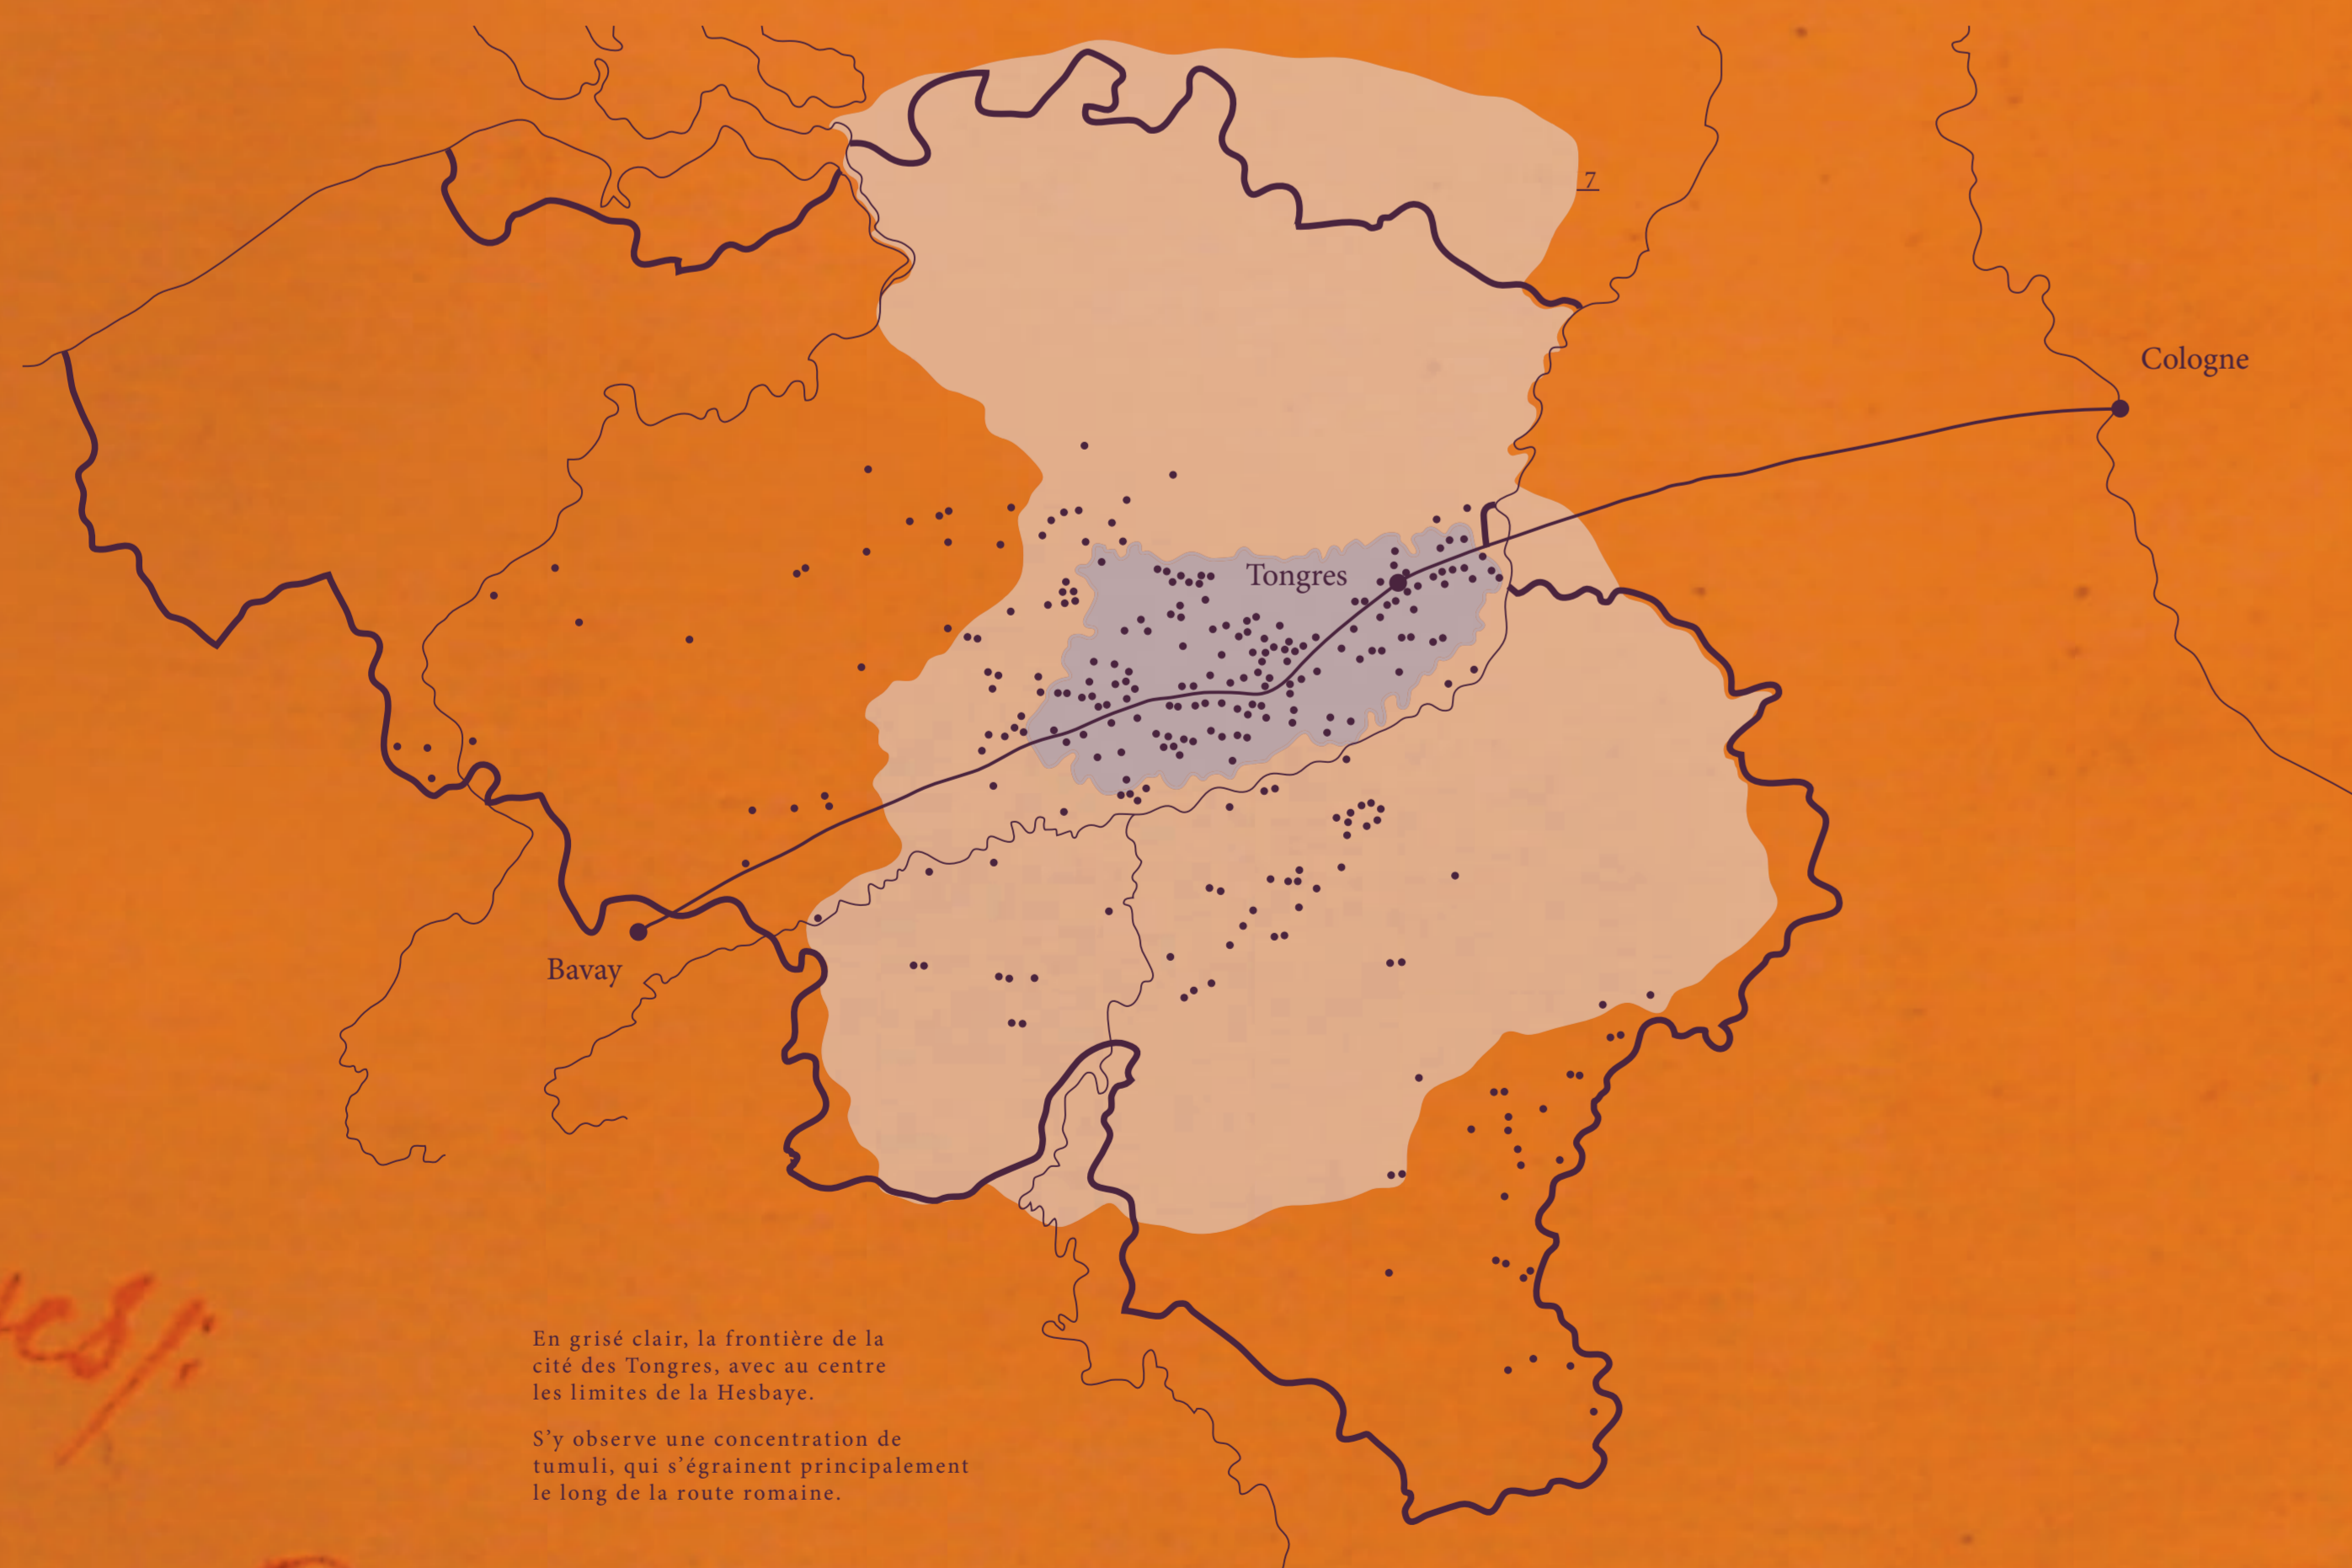 7
Cologne
Tongres
Bavay
En grisé clair, la frontière de la
cité des Tongres, avec au centre
les limites de la Hesbaye.
S’y observe une concentration de
tumuli, qui s’égrainent principalement
le long de la route romaine.